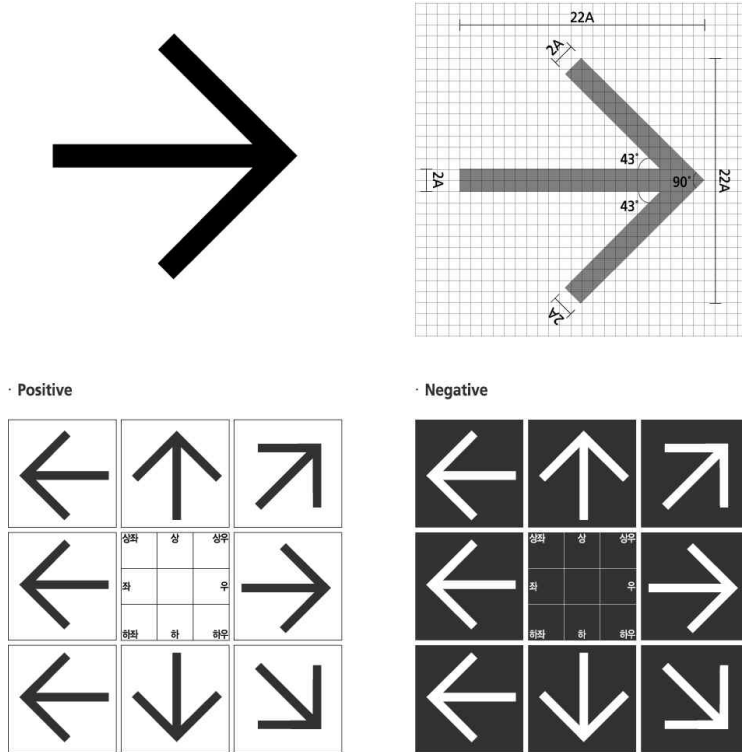 22A
2A
22A
43°
2A
90°
43°
2A
· Positive
· Negative
상좌 상 상우
좌 우
하좌 하 하우
상좌 상 상우
좌 우
하좌 하 하우